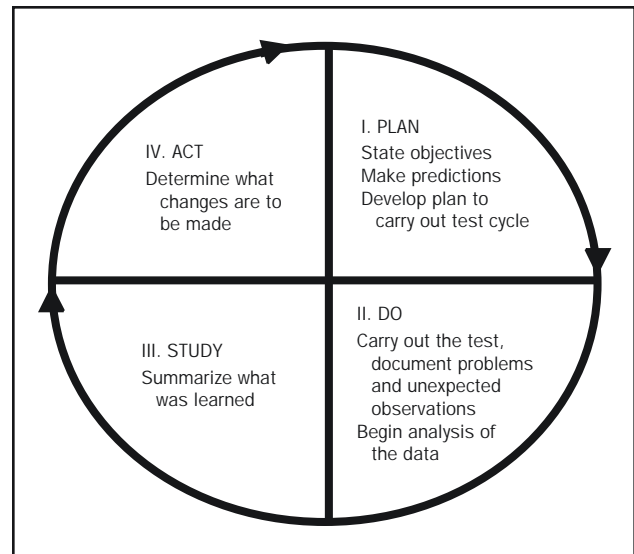 I. PLAN
State objectives
Make predictions
Develop plan to
carry out test cycle
II. DO
Carry out the test,
document problems
and unexpected
observations
Begin analysis of
the data
III. STUDY
Summarize what
was learned
IV. ACT
Determine what
changes are to
be made